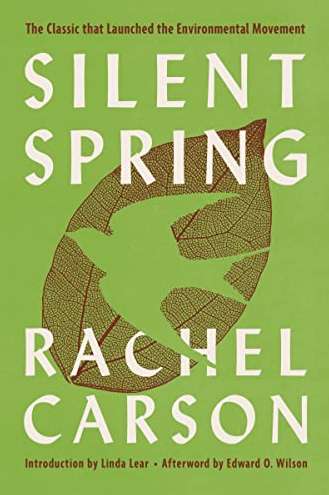 The Classic that Launched the Environmental Movement
SILENT
SPRING
RACHEL
CARSON
Introduction by Linda Lear • Afterword by Edward O. Wilson